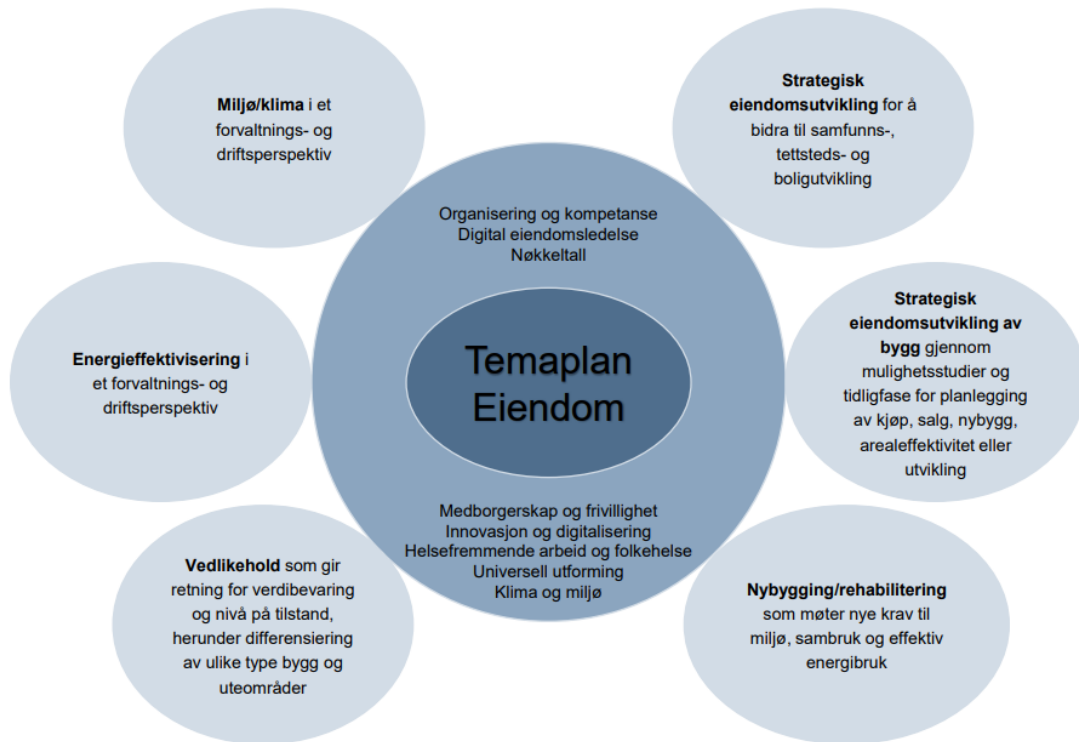 Miljø/klima i et
forvaltnings- og
driftsperspektiv
Strategisk
eiendomsutvikling for å
bidra til samfunns-,
tettsteds- og
boligutvikling
Organisering og kompetanse
Digital eiendomsledelse
Nøkkeltall
Energieffektivisering i
et forvaltnings- og
driftsperspektiv
Temaplan
Eiendom
Strategisk
eiendomsutvikling av
bygg gjennom
mulighetsstudier og
tidligfase for planlegging
av kjøp, salg, nybygg,
arealeffektivitet eller
utvikling
Medborgerskap og frivillighet
Innovasjon og digitalisering
Helsefremmende arbeid og folkehelse
Universell utforming
Klima og miljø
Vedlikehold som gir
retning for verdibevaring
og nivå på tilstand,
herunder differensiering
av ulike type bygg og
uteområder
Nybygging/rehabilitering
som møter nye krav til
miljø, sambruk og effektiv
energibruk